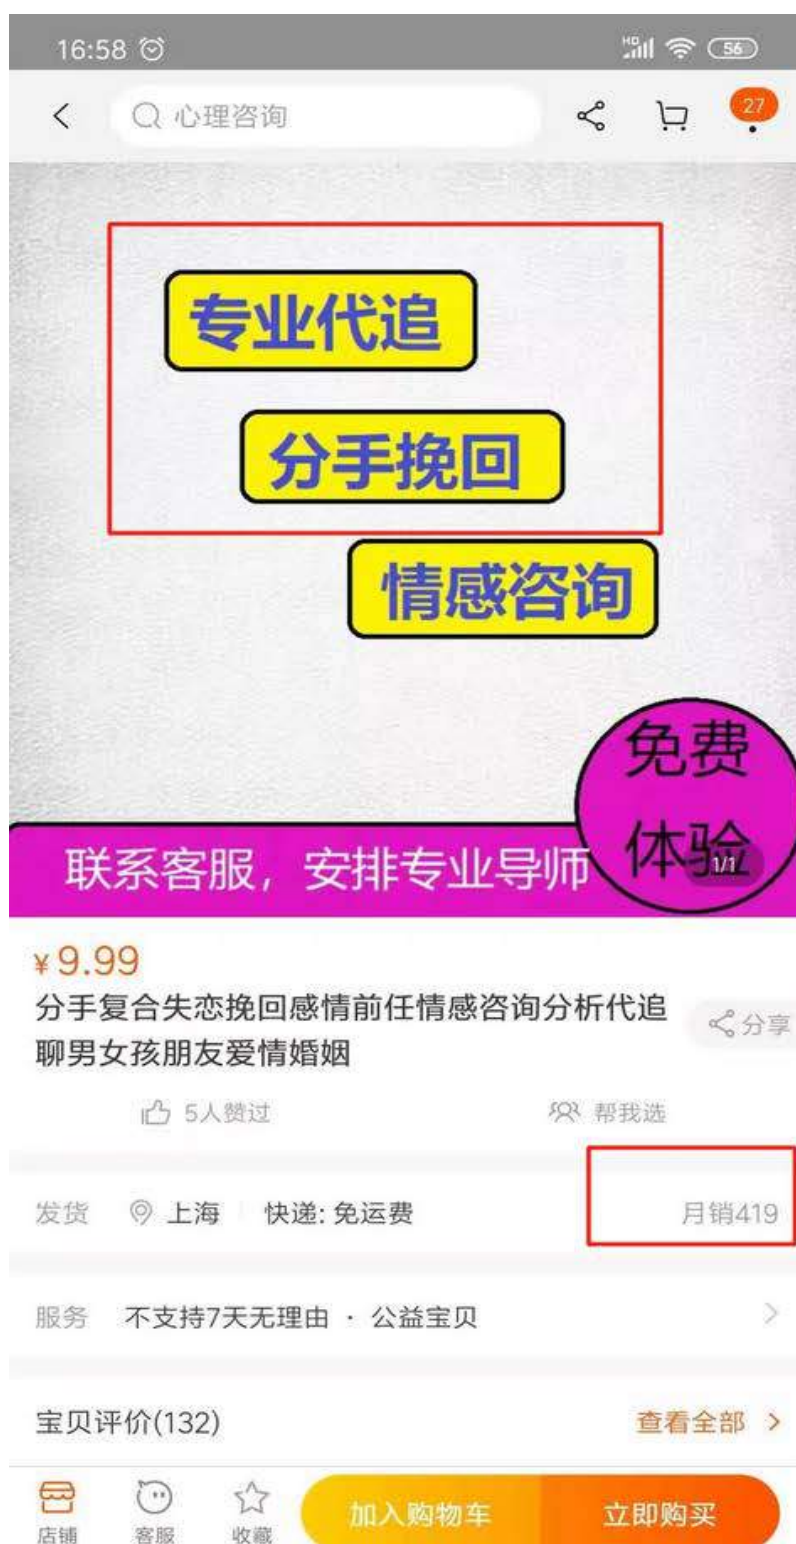 16:58
HD
56
心理咨询
27
专业代追
分手挽回
情感咨询
免费
体验
1/1
联系客服，安排专业导师
¥9.99
分手复合失恋挽回感情前任情感咨询分析代追
聊男女孩朋友爱情婚姻
分享
5人赞过
帮我选
发货 上海 快递: 免运费 月销419
服务 不支持7天无理由 · 公益宝贝
宝贝评价(132) 查看全部
店铺 客服 收藏 加入购物车 立即购买